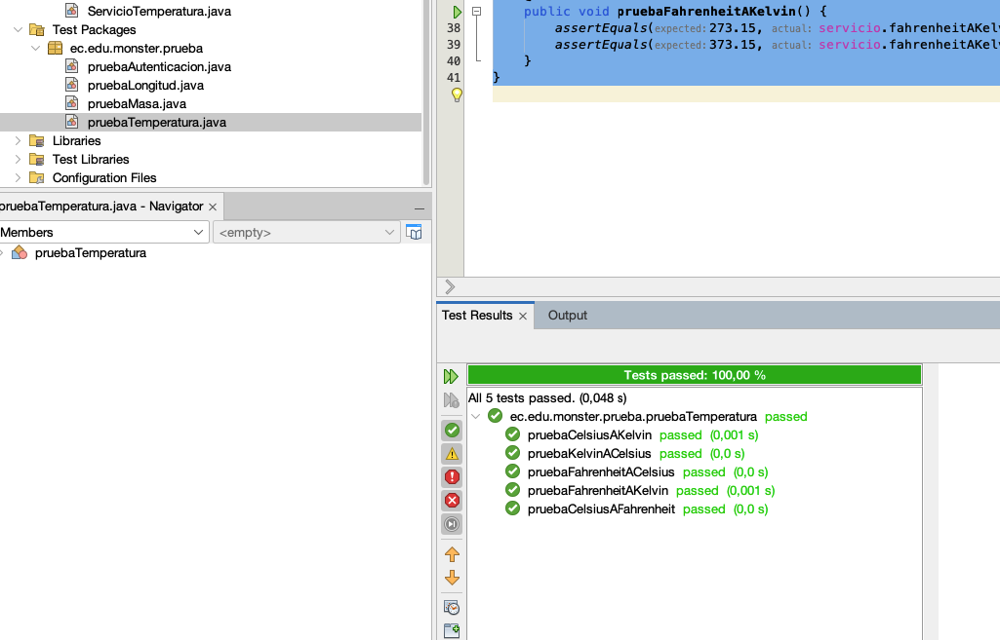 ServicioTemperatura.java
Test Packages
ec.edu.monster.prueba
pruebaAutenticacion.java
pruebaLongitud.java
pruebaMasa.java
pruebaTemperatura.java
Libraries
Test Libraries
Configuration Files
pruebaTemperatura.java - Navigator
Members
<empty>
pruebaTemperatura
public void pruebaFahrenheitAKelvin() {
38 assertEquals(expected: 273.15, actual: servicio.fahrenheitAKelv
39 assertEquals(expected: 373.15, actual: servicio.fahrenheitAKelv
40 }
41 }
Test Results
Output
Tests passed: 100,00 %
All 5 tests passed. (0,048 s)
ec.edu.monster.prueba.pruebaTemperatura passed
pruebaCelsiusAKelvin passed (0,001 s)
pruebaKelvinACelsius passed (0,0 s)
pruebaFahrenheitACelsius passed (0,0 s)
pruebaFahrenheitAKelvin passed (0,001 s)
pruebaCelsiusAFahrenheit passed (0,0 s)